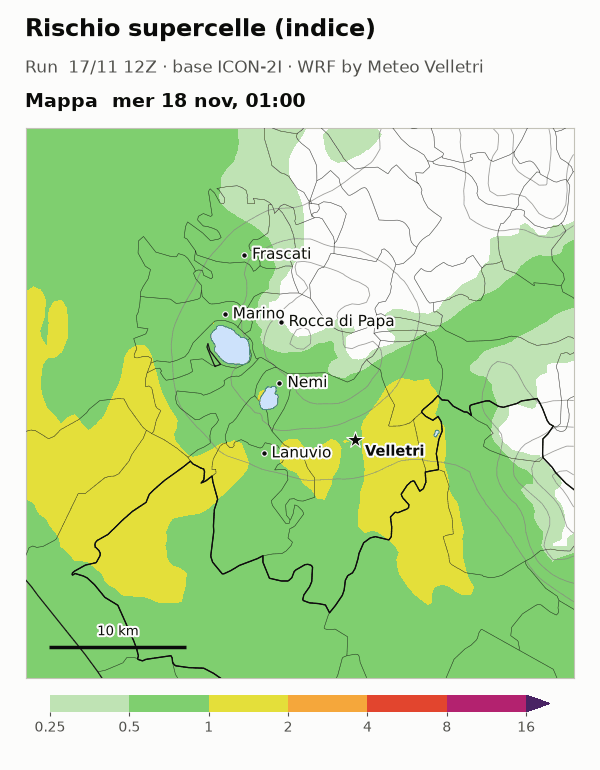 Rischio supercelle (indice)
Run  17/11 12Z · base ICON-2I · WRF by Meteo Velletri
Mappa  mer 18 nov, 01:00
Frascati
Marino
Rocca di Papa
Nemi
Velletri
Lanuvio
10 km
0.25 0.5 1 2 4 8 16